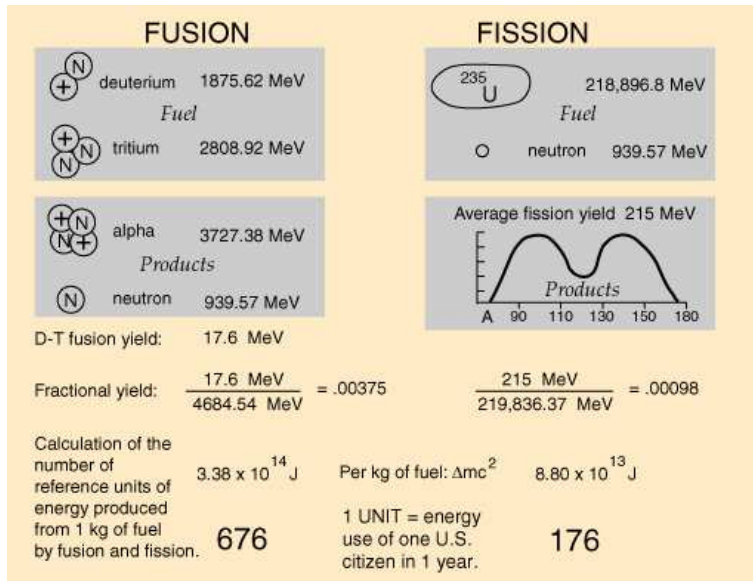 FUSION
N
+
deuterium 1875.62 MeV
Fuel
+
N
N
tritium 2808.92 MeV
+
N
N
+
alpha 3727.38 MeV
Products
N
neutron 939.57 MeV
D-T fusion yield: 17.6 MeV
FISSION
235
U
218,896.8 MeV
Fuel
neutron 939.57 MeV
Average fission yield 215 MeV
Products
A 90 110 130 150 180
Fractional yield: 17.6 MeV
4684.54 MeV
= .00375
215 MeV
219,836.37 MeV
= .00098
Calculation of the
number of
reference units of
energy produced
from 1 kg of fuel
by fusion and fission.
3.38 x 10^14 J
Per kg of fuel: Δmc^2
8.80 x 10^13 J
676
1 UNIT = energy
use of one U.S.
citizen in 1 year.
176